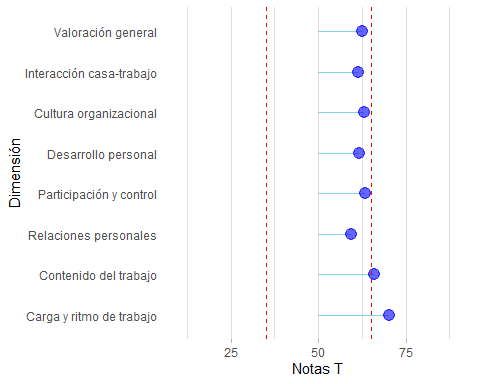 Valoración general
Interacción casa-trabajo
Cultura organizacional
Desarrollo personal
Participación y control
Relaciones personales
Contenido del trabajo
Carga y ritmo de trabajo
Dimensión
25 50 75
Notas T